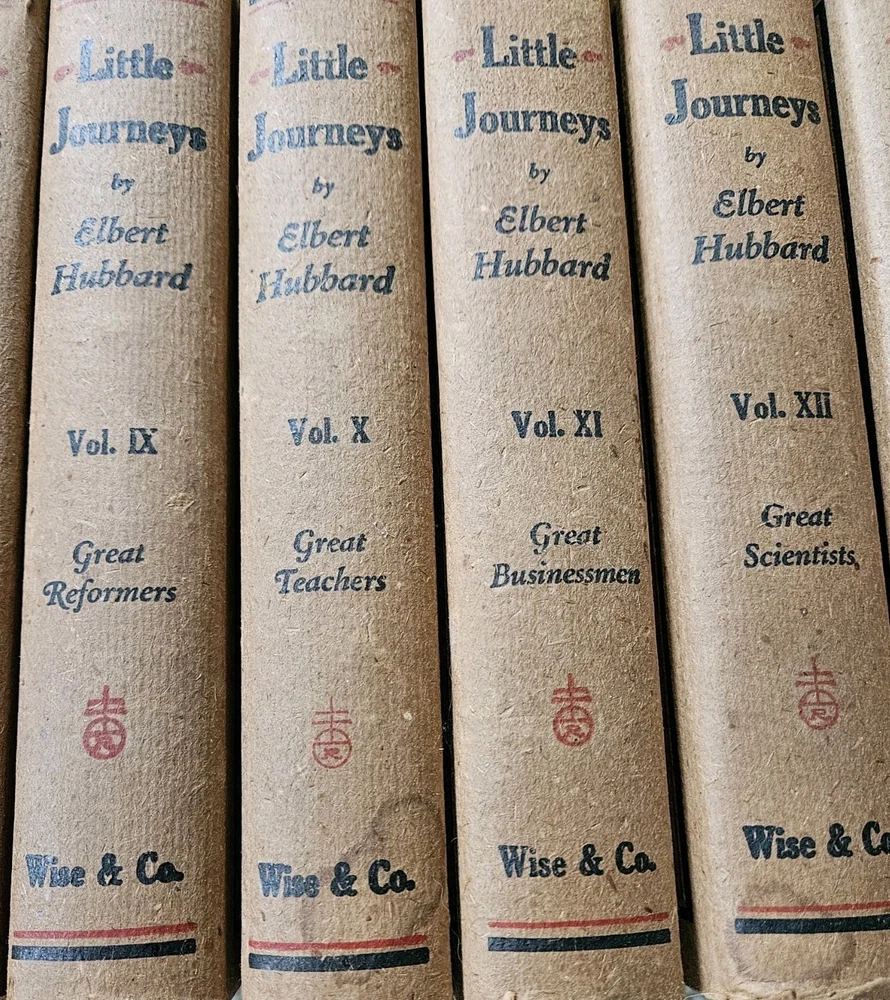 Little
Journeys
by
Elbert
Hubbard
Vol. IX
Great
Reformers
R
Wise & Co.
Little
Journeys
by
Elbert
Hubbard
Vol. X
Great
Teachers
R
Wise & Co.
Little
Journeys
by
Elbert
Hubbard
Vol. XI
Great
Businessmen
R
Wise & Co.
Little
Journeys
by
Elbert
Hubbard
Vol. XII
Great
Scientists
R
Wise & Co